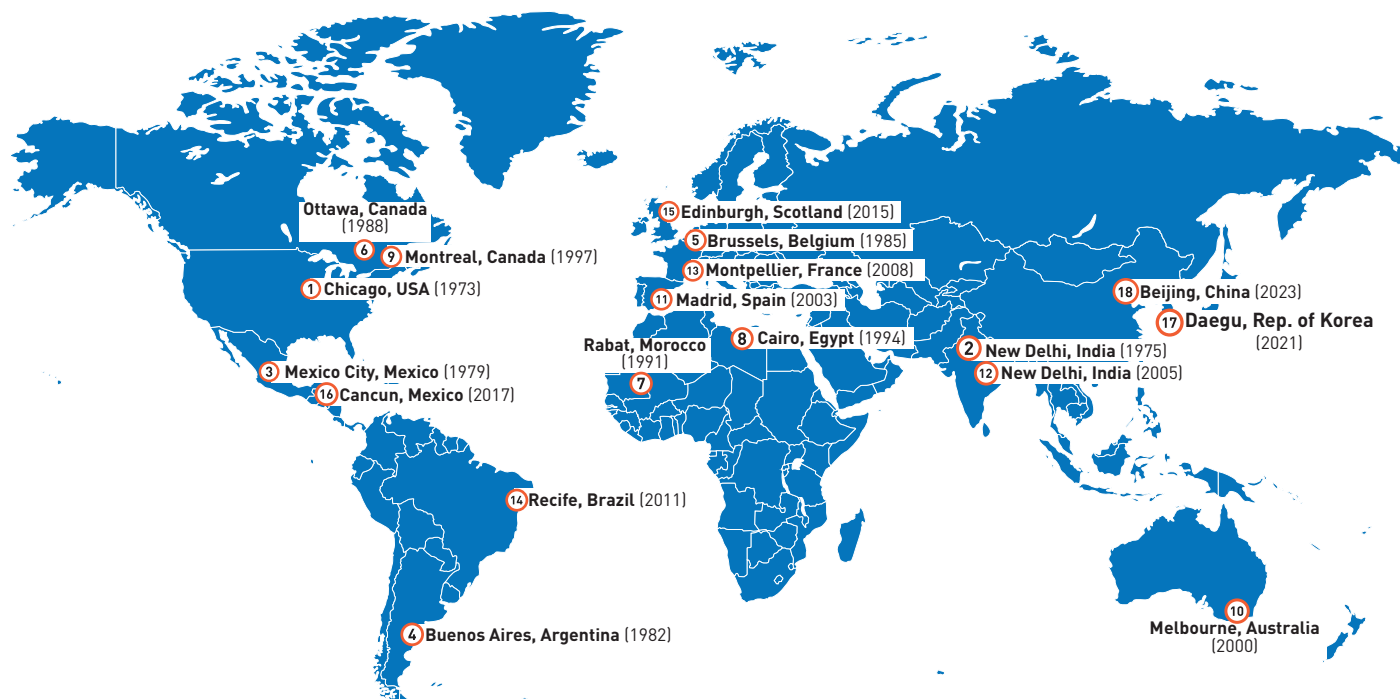 Ottawa, Canada
(1988)
6
9 Montreal, Canada (1997)
1 Chicago, USA (1973)
3 Mexico City, Mexico (1979)
16 Cancun, Mexico (2017)
14 Recife, Brazil (2011)
4 Buenos Aires, Argentina (1982)
15 Edinburgh, Scotland (2015)
5 Brussels, Belgium (1985)
13 Montpellier, France (2008)
11 Madrid, Spain (2003)
8 Cairo, Egypt (1994)
Rabat, Morocco
(1991)
7
18 Beijing, China (2023)
17 Daegu, Rep. of Korea
(2021)
2 New Delhi, India (1975)
12 New Delhi, India (2005)
10
Melbourne, Australia
(2000)